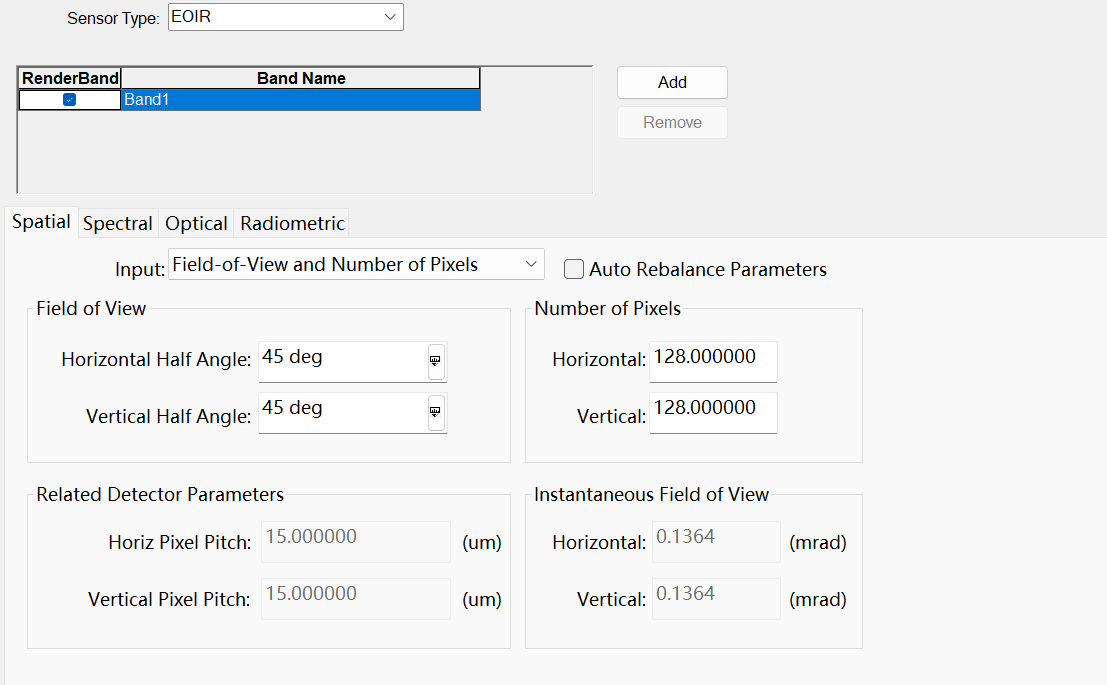 Sensor Type: EOIR
RenderBand Band Name
Band1
Add
Remove
Spatial Spectral Optical Radiometric
Input: Field-of-View and Number of Pixels Auto Rebalance Parameters
Field of View
Horizontal Half Angle: 45 deg
Vertical Half Angle: 45 deg
Number of Pixels
Horizontal: 128.000000
Vertical: 128.000000
Related Detector Parameters
Horiz Pixel Pitch: 15.000000 (um)
Vertical Pixel Pitch: 15.000000 (um)
Instantaneous Field of View
Horizontal: 0.1364 (mrad)
Vertical: 0.1364 (mrad)